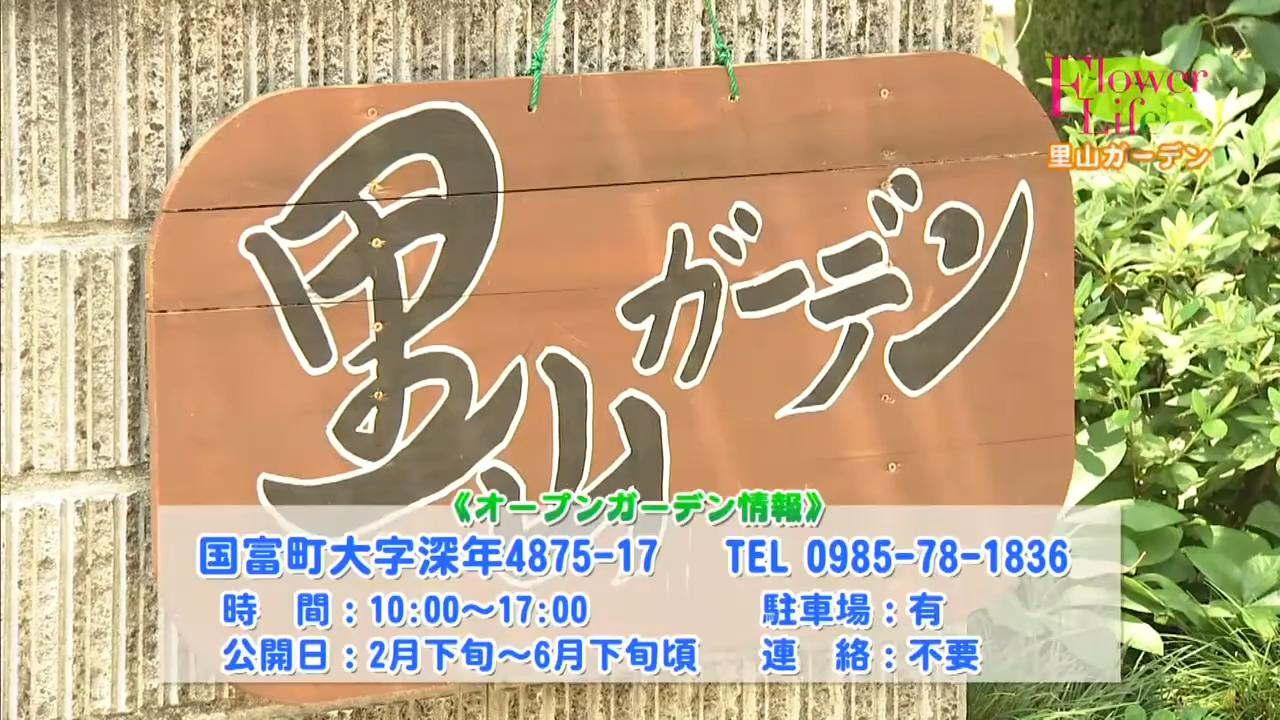 Flower
Life
里山ガーデン
里山ガーデン
《オープンガーデン情報》
国富町大字深年4875-17 TEL 0985-78-1836
時 間：10:00～17:00 駐車場：有
公開日：2月下旬～6月下旬頃 連 絡：不要